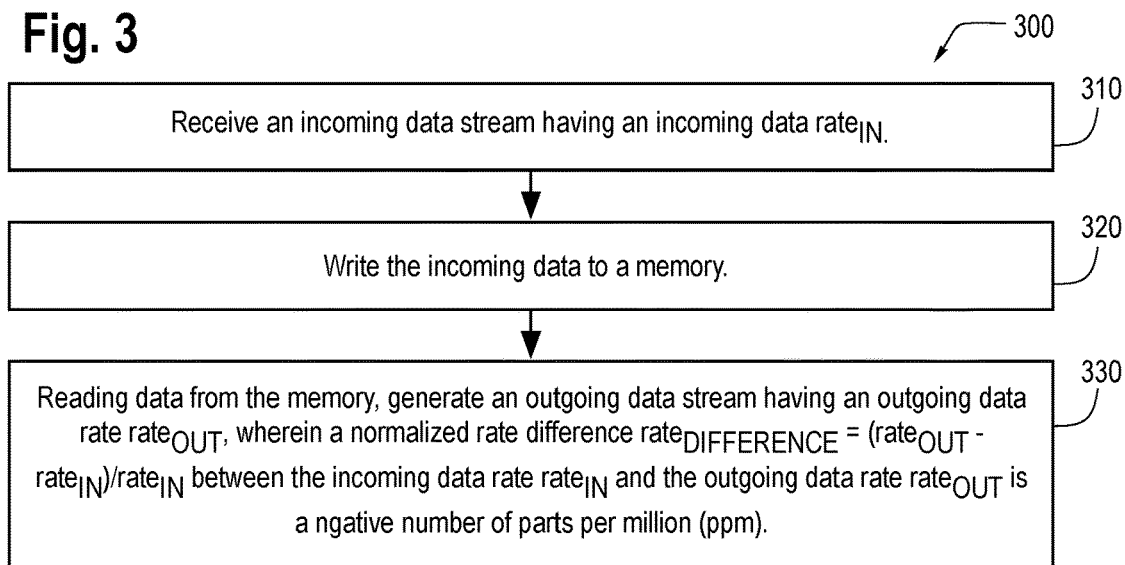 Fig. 3
300
310
Receive an incoming data stream having an incoming data rateIN.
320
Write the incoming data to a memory.
330
Reading data from the memory, generate an outgoing data stream having an outgoing data
rate rateOUT, wherein a normalized rate difference rateDIFFERENCE = (rateOUT -
rateIN)/rateIN between the incoming data rate rateIN and the outgoing data rate rateOUT is
a ngative number of parts per million (ppm).